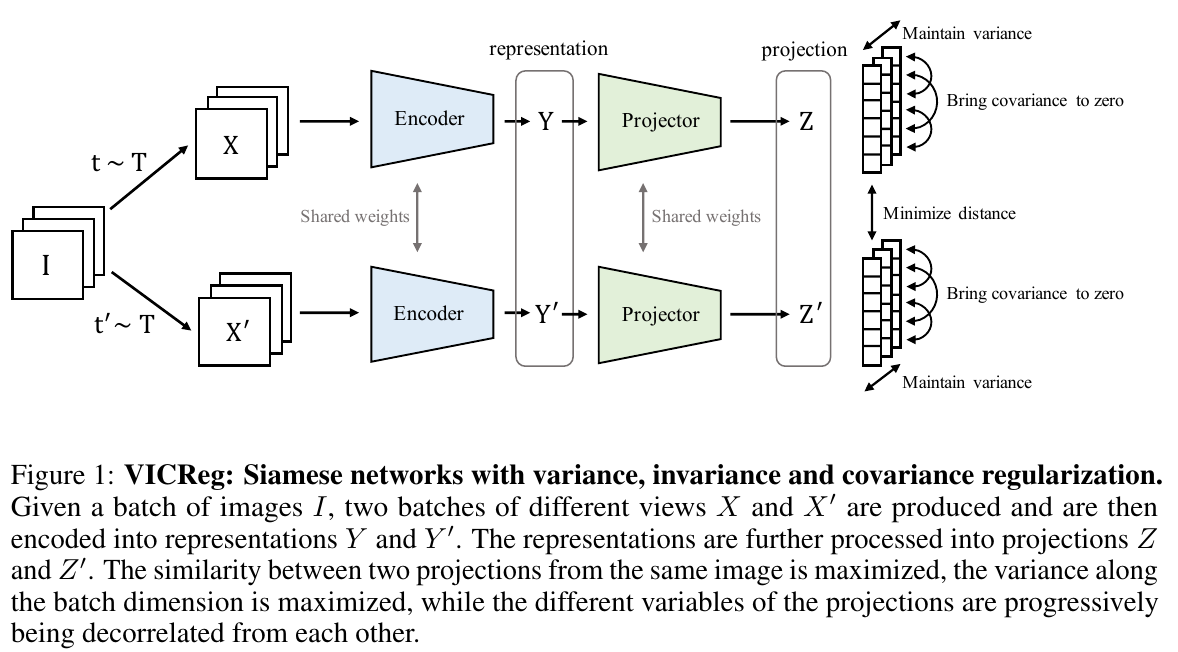 representation
projection
Maintain variance
Bring covariance to zero
t ~ T
X
Encoder
Y
Projector
Z
I
Shared weights
Shared weights
Minimize distance
t′~ T
X′
Encoder
Y′
Projector
Z′
Bring covariance to zero
Maintain variance
Figure 1: VICReg: Siamese networks with variance, invariance and covariance regularization.
Given a batch of images I, two batches of different views X and X′ are produced and are then
encoded into representations Y and Y′. The representations are further processed into projections Z
and Z′. The similarity between two projections from the same image is maximized, the variance along
the batch dimension is maximized, while the different variables of the projections are progressively
being decorrelated from each other.